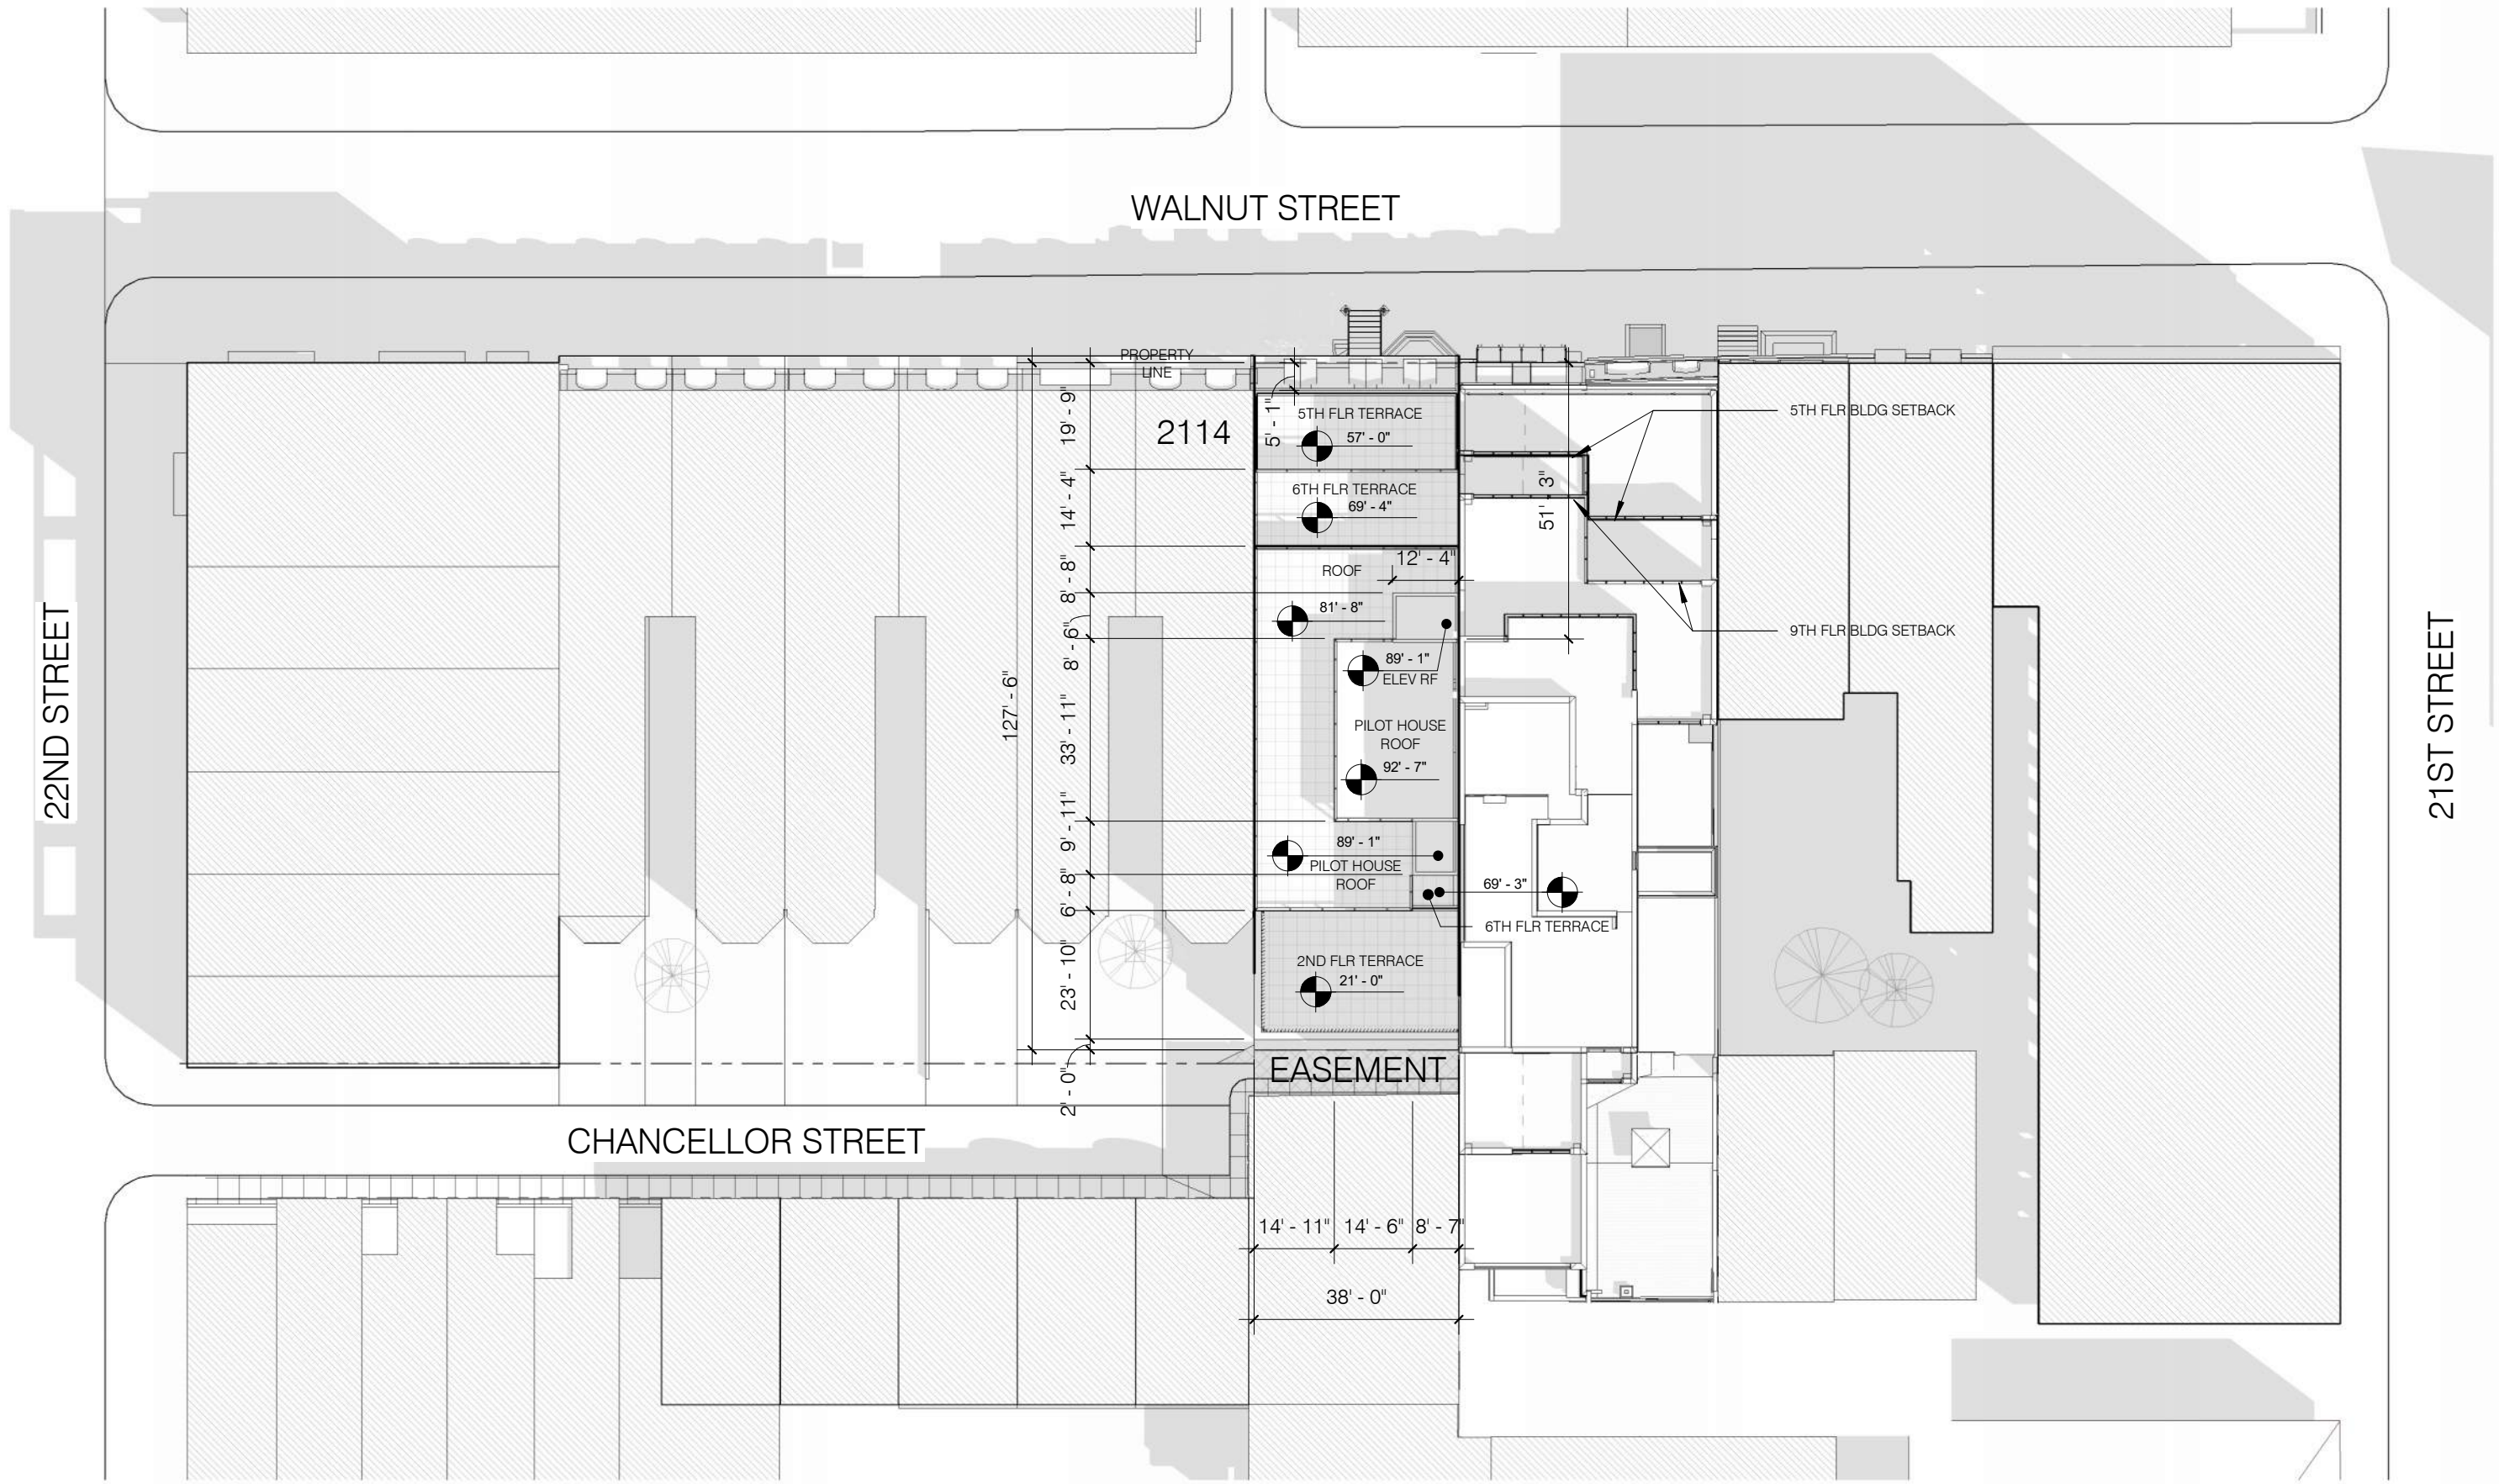 WALNUT STREET
PROPERTY
LINE
2114
19' - 9"
5' - 1"
5TH FLR TERRACE
57' - 0"
5TH FLR BLDG SETBACK
14' - 4"
6TH FLR TERRACE
69' - 4"
51' 3"
8' - 8"
ROOF
12' - 4"
81' - 8"
8' - 6"
9TH FLR BLDG SETBACK
89' - 1"
ELEV RF
22ND STREET
21ST STREET
127' - 6"
33' - 11"
PILOT HOUSE
ROOF
92' - 7"
9' - 11"
89' - 1"
PILOT HOUSE
ROOF
6' - 8"
69' - 3"
6TH FLR TERRACE
23' - 10"
2ND FLR TERRACE
21' - 0"
2' - 0"
EASEMENT
CHANCELLOR STREET
14' - 11"
14' - 6"
8' - 7"
38' - 0"